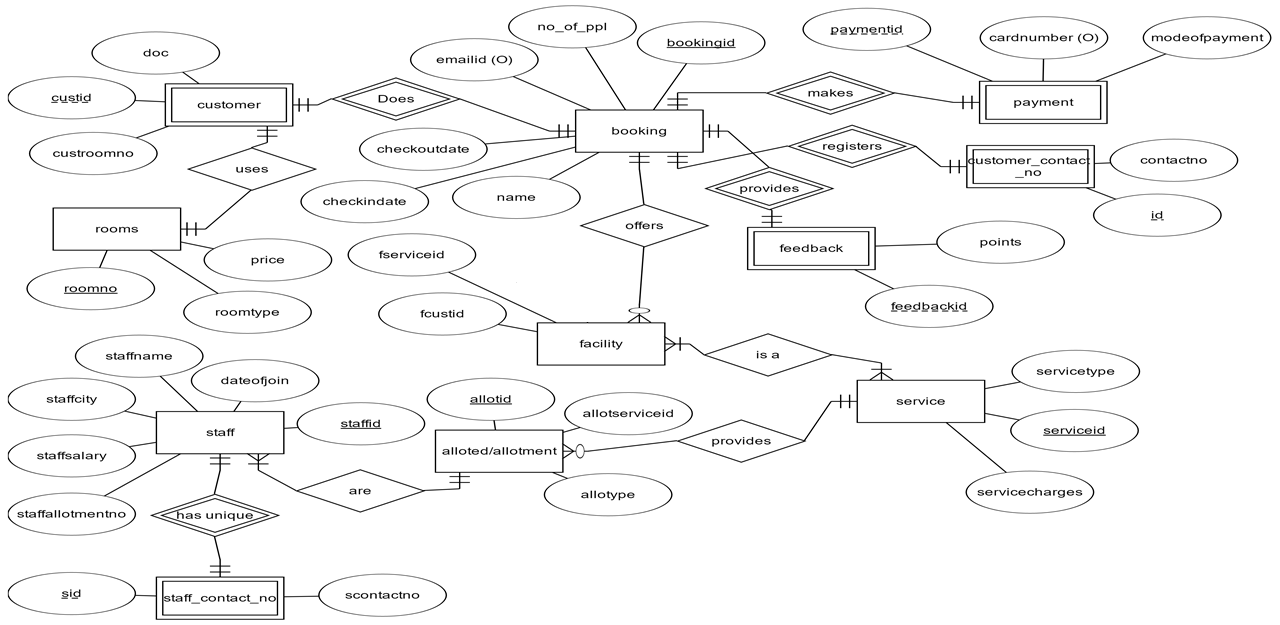 no_of_ppl
bookingid
paymentid
cardnumber (O)
modeofpayment
doc
emailid (O)
custid
customer
Does
makes
payment
booking
custroomno
checkoutdate
registers
customer_contact
_no
contactno
uses
checkindate
name
provides
id
rooms
offers
feedback
points
price
fserviceid
roomno
roomtype
feedbackid
fcustid
facility
is a
staffname
dateofjoin
servicetype
staffcity
allotid
service
staff
staffid
allotserviceid
serviceid
staffsalary
alloted/allotment
provides
are
allotype
servicecharges
staffallotmentno
has unique
sid
staff_contact_no
scontactno